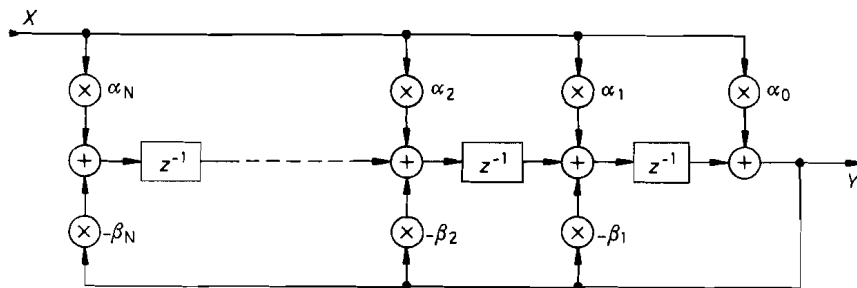 X
× α_N × α_2 × α_1 × α_0
+ z⁻¹ + z⁻¹ + z⁻¹ + Y
× -β_N × -β_2 × -β_1